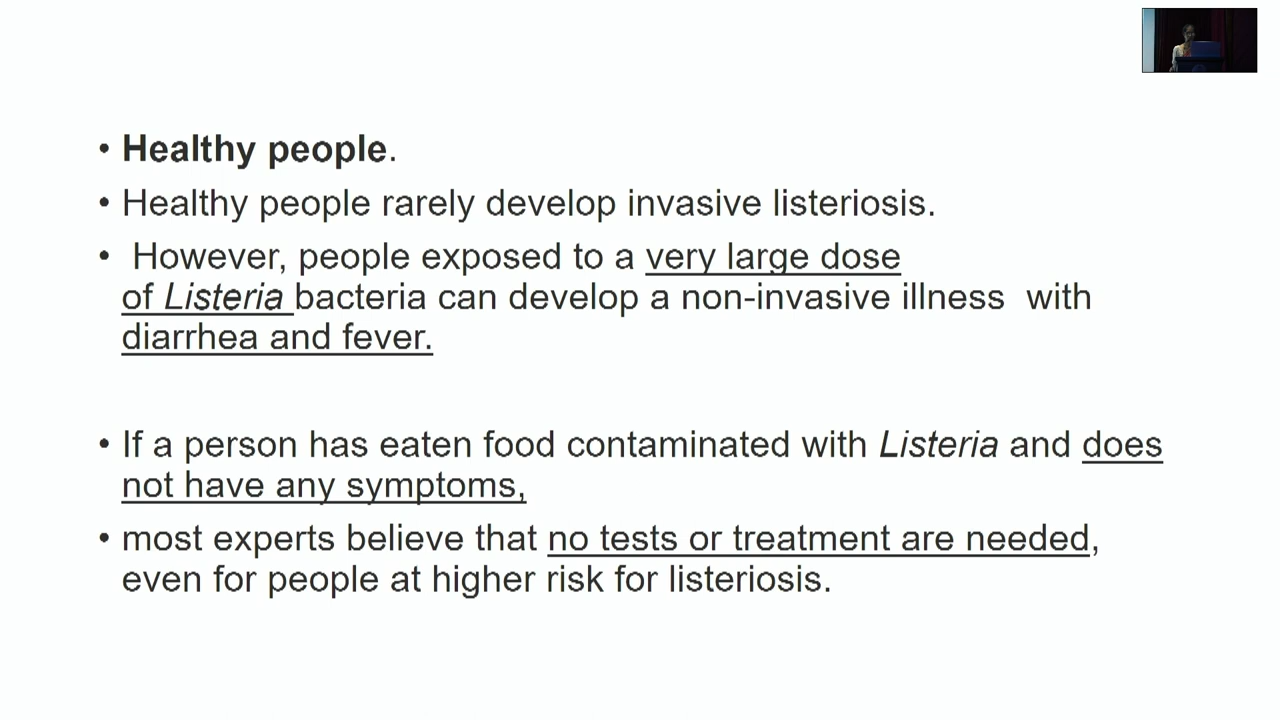 • Healthy people.
• Healthy people rarely develop invasive listeriosis.
• However, people exposed to a very large dose
of Listeria bacteria can develop a non-invasive illness with
diarrhea and fever.
• If a person has eaten food contaminated with Listeria and does
not have any symptoms,
• most experts believe that no tests or treatment are needed,
even for people at higher risk for listeriosis.